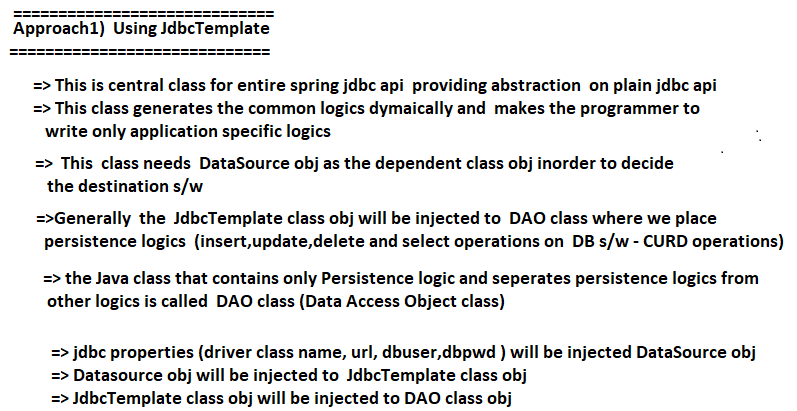 =============================
Approach1)  Using JdbcTemplate
=============================
=> This is central class for entire spring jdbc api  providing abstraction  on plain jdbc api
=> This class generates the common logics dymaically and  makes the programmer to
write only application specific logics
=>  This  class needs  DataSource obj as the dependent class obj inorder to decide
the destination s/w
=>Generally  the  JdbcTemplate class obj will be injected to  DAO class where we place
persistence logics  (insert,update,delete and select operations on  DB s/w - CURD operations)
=> the Java class that contains only Persistence logic and seperates persistence logics from
other logics is called  DAO class (Data Access Object class)
=> jdbc properties (driver class name, url, dbuser,dbpwd ) will be injected DataSource obj
=> Datasource obj will be injected to  JdbcTemplate class obj
=> JdbcTemplate class obj will be injected to DAO class obj